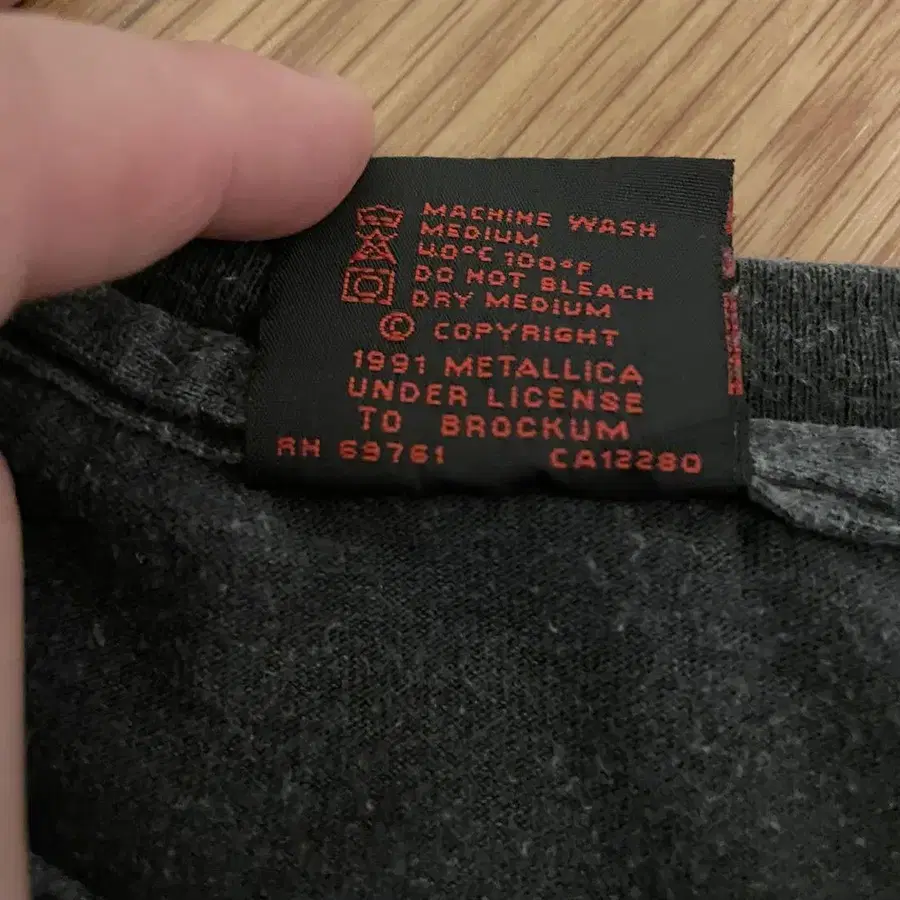 MACHINE WASH
MEDIUM
40°C 100°F
DO NOT BLEACH
DRY MEDIUM
© COPYRIGHT
1991 METALLICA
UNDER LICENSE
TO BROCKUM
RN 63761 CA12280